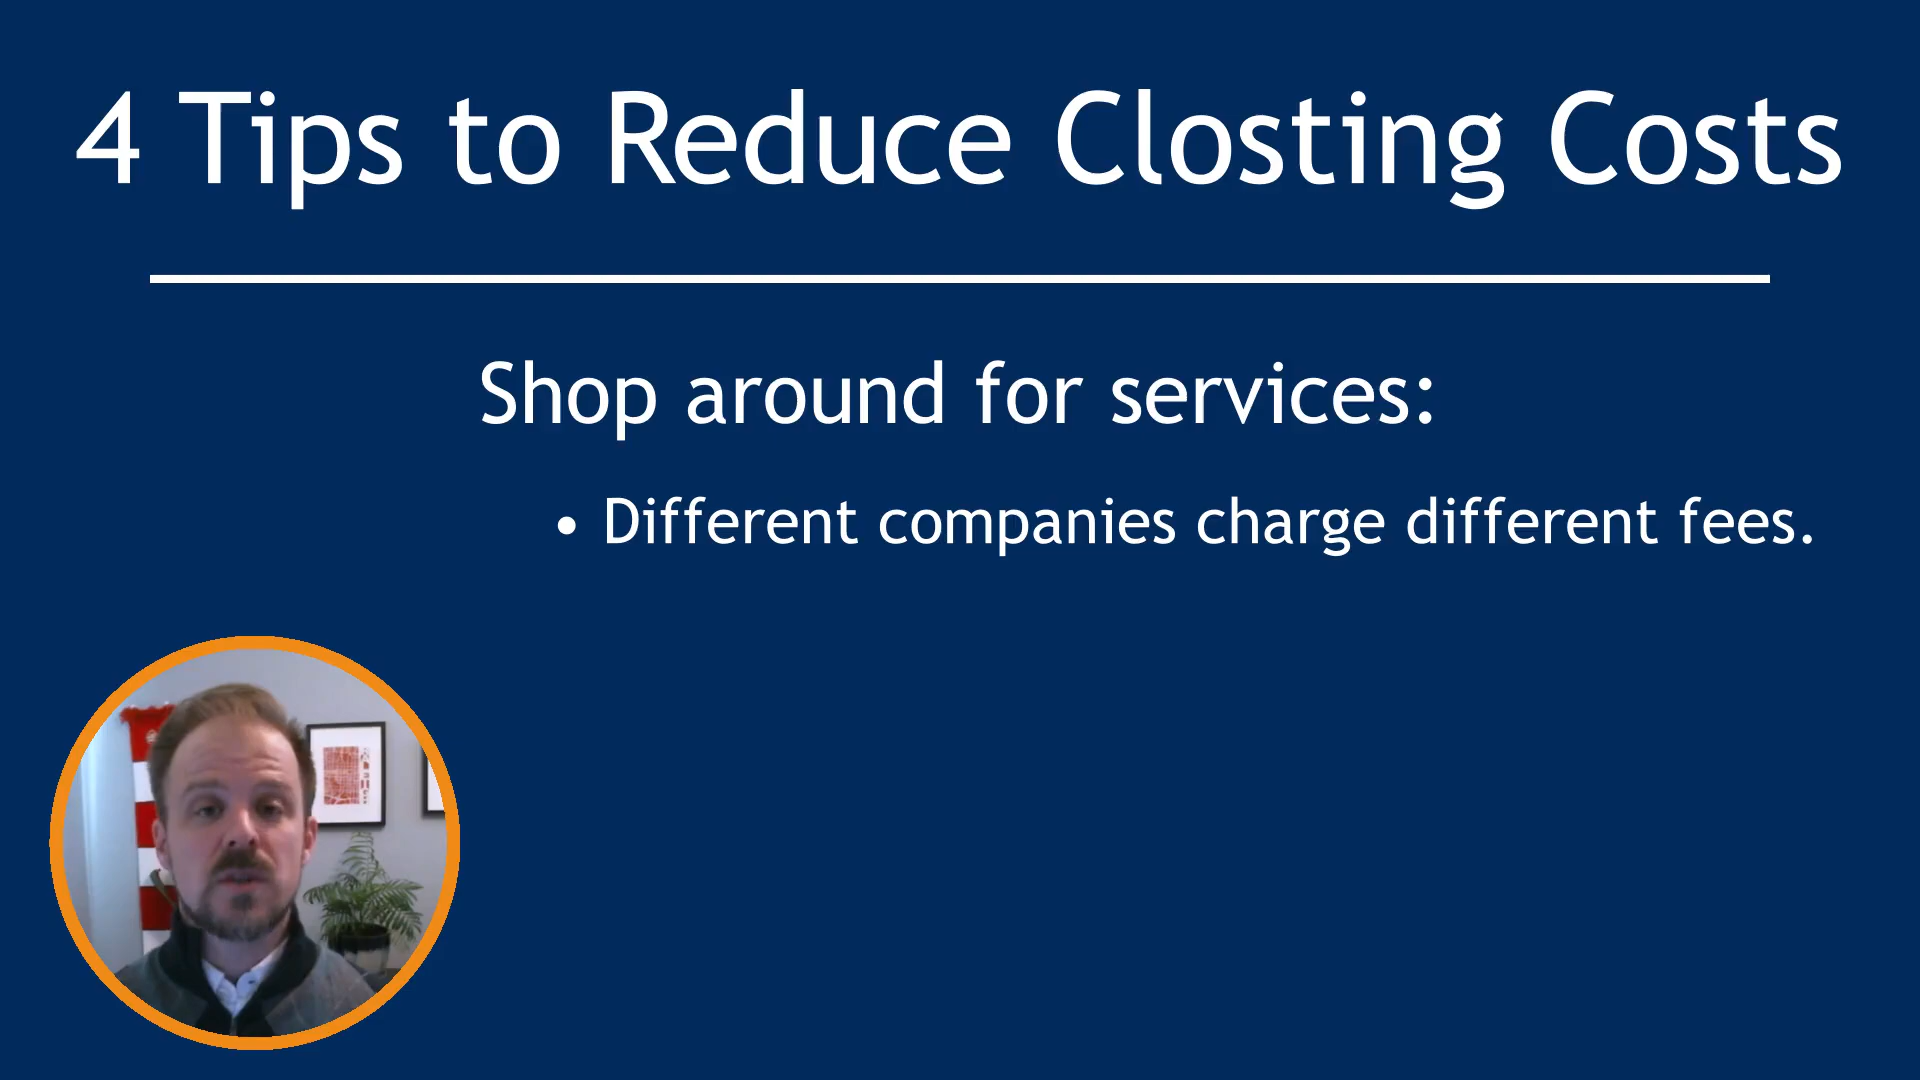 4 Tips to Reduce Closting Costs
Shop around for services:
• Different companies charge different fees.